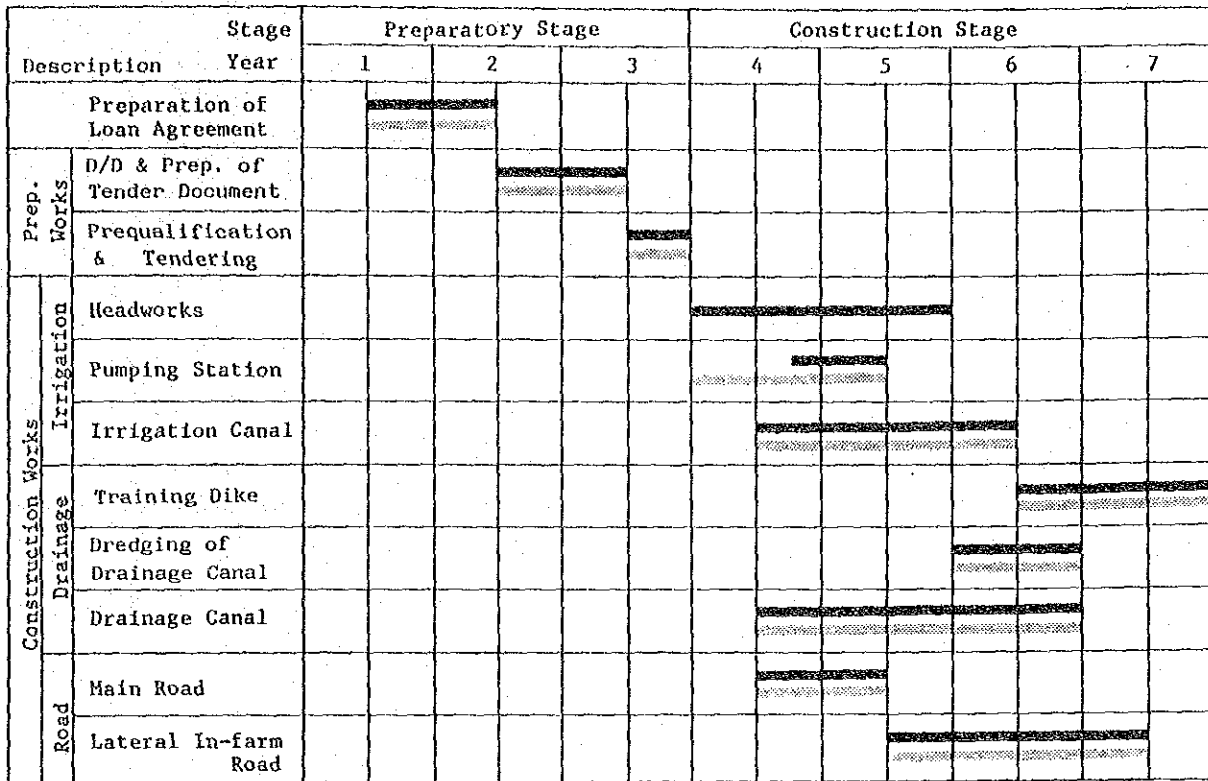 Stage Preparatory Stage Construction Stage
Description Year 1 2 3 4 5 6 7
Preparation of
Loan Agreement
Prep.
Works
D/D & Prep. of
Tender Document
Prequalification
& Tendering
Construction Works
Irrigation
Headworks
Pumping Station
Irrigation Canal
Drainage
Training Dike
Dredging of
Drainage Canal
Drainage Canal
Road
Main Road
Lateral In-farm
Road